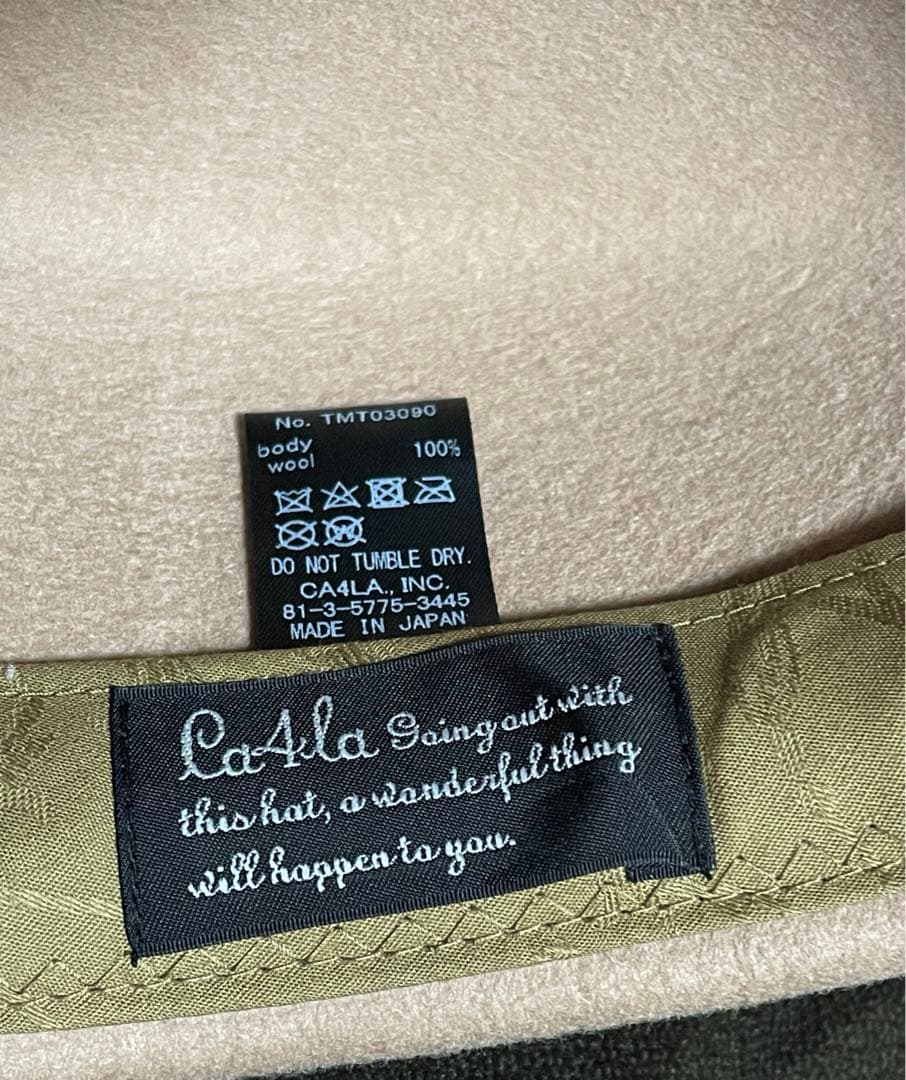 No. TMT03090
body 100%
wool
DO NOT TUMBLE DRY.
CA4LA., INC.
81-3-5775-3445
MADE IN JAPAN
Ca4la Going out with
this hat, a wonderful thing
will happen to you.